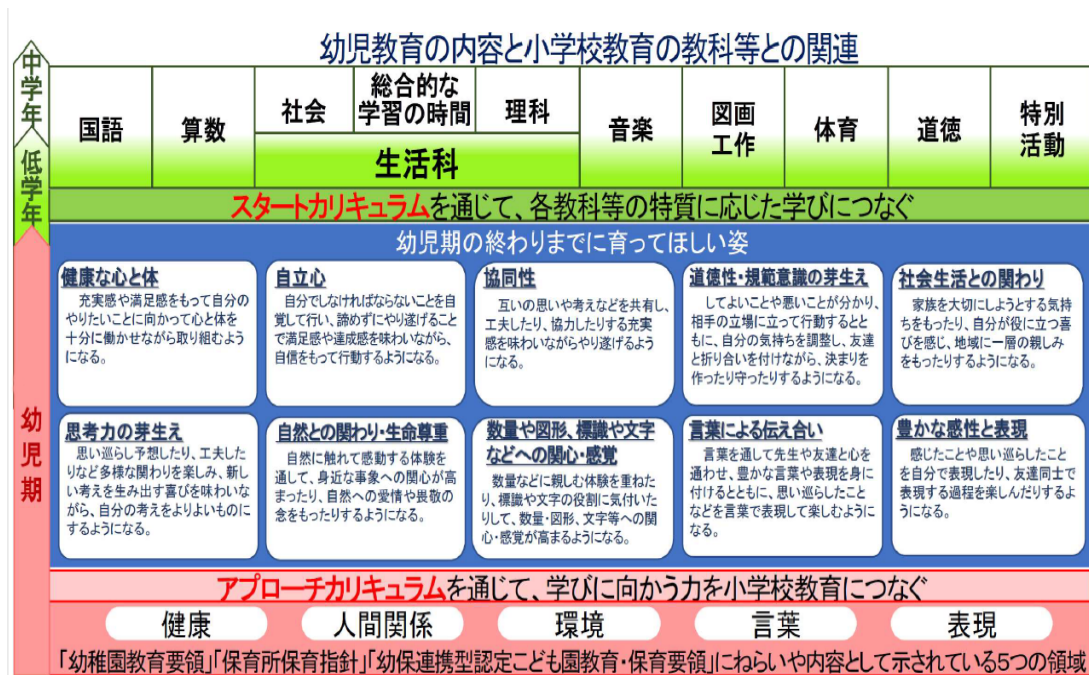 幼児教育の内容と小学校教育の教科等との関連
中学年
低学年
幼児期
国語
算数
社会
総合的な
学習の時間
理科
生活科
音楽
図画
工作
体育
道徳
特別
活動
スタートカリキュラムを通じて、各教科等の特質に応じた学びにつなぐ
幼児期の終わりまでに育ってほしい姿
健康な心と体
充実感や満足感をもって自分の
やりたいことに向かって心と体を
十分に働かせながら取り組むよう
になる。
自立心
自分でしなければならないことを自
覚して行い、諦めずにやり遂げること
で満足感や達成感を味わいながら、
自信をもって行動するようになる。
協同性
互いの思いや考えなどを共有し、
工夫したり、協力したりする充実
感を味わいながらやり遂げるよう
になる。
道徳性・規範意識の芽生え
してよいことや悪いことが分かり、
相手の立場に立って行動するとと
もに、自分の気持ちを調整し、友達
と折り合いを付けながら、決まりを
作ったり守ったりするようになる。
社会生活との関わり
家族を大切にしようとする気持
ちをもったり、自分が役に立つ喜
びを感じ、地域に一層の親しみ
をもったりするようになる。
思考力の芽生え
思い巡らし予想したり、工夫し
たりなど多様な関わりを楽しみ、新し
い考えを生み出す喜びを味わいな
がら、自分の考えをよりよいものに
するようになる。
自然との関わり・生命尊重
自然に触れて感動する体験を
通して、身近な事象への関心が高
まったり、自然への愛情や畏敬の
念をもったりするようになる。
数量や図形、標識や文字
などへの関心・感覚
数量などに親しむ体験を重ねた
り、標識や文字の役割に気付いた
りして、数量・図形、文字等への関
心・感覚が高まるようになる。
言葉による伝え合い
言葉を通して先生や友達と心を
通わせ、豊かな言葉や表現を身に
付けるとともに、思い巡らしたこと
などを言葉で表現して楽しむように
なる。
豊かな感性と表現
感じたことや思い巡らしたこと
を自分で表現したり、友達同士で
表現する過程を楽しんだりするよ
うになる。
アプローチカリキュラムを通じて、学びに向かう力を小学校教育につなぐ
健康
人間関係
環境
言葉
表現
「幼稚園教育要領」「保育所保育指針」「幼保連携型認定こども園教育・保育要領」にねらいや内容として示されている5つの領域